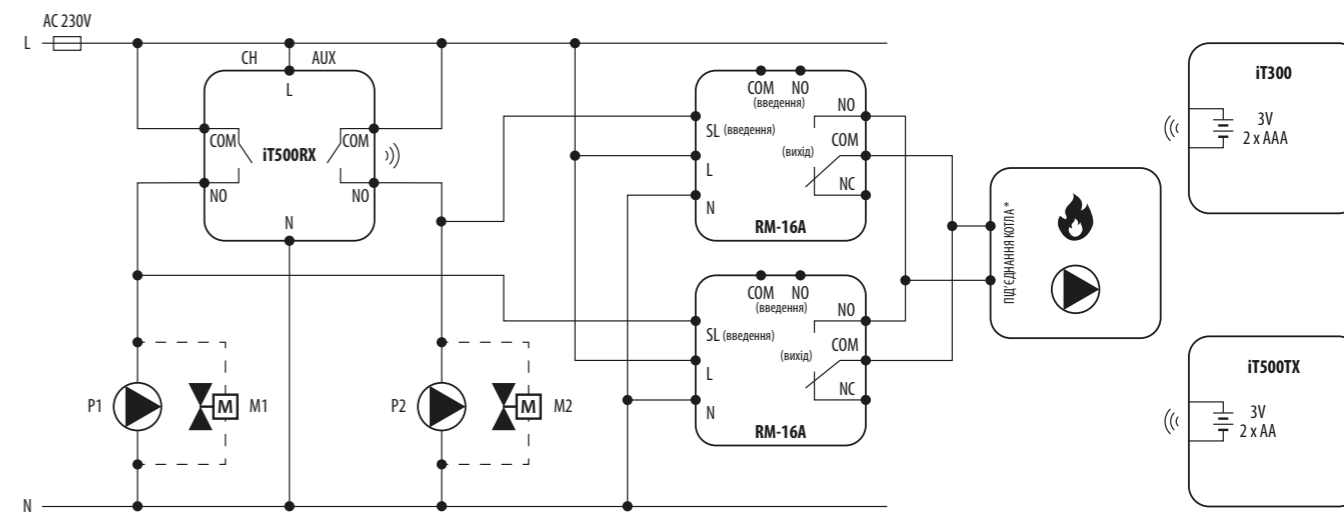 AC 230V
L
CH
AUX
L
COM
iT500RX
COM
NO
NO
N
P1
M
M1
P2
M
M2
N
COM
NO
(введення)
NO
SL (введення)
COM
(вихід)
L
NC
N
RM-16A
COM
NO
(введення)
NO
SL (введення)
COM
(вихід)
L
NC
N
RM-16A
ПІД'ЄДНАННЯ КОТЛА *
iT300
3V
2 x AAA
iT500TX
3V
2 x AA